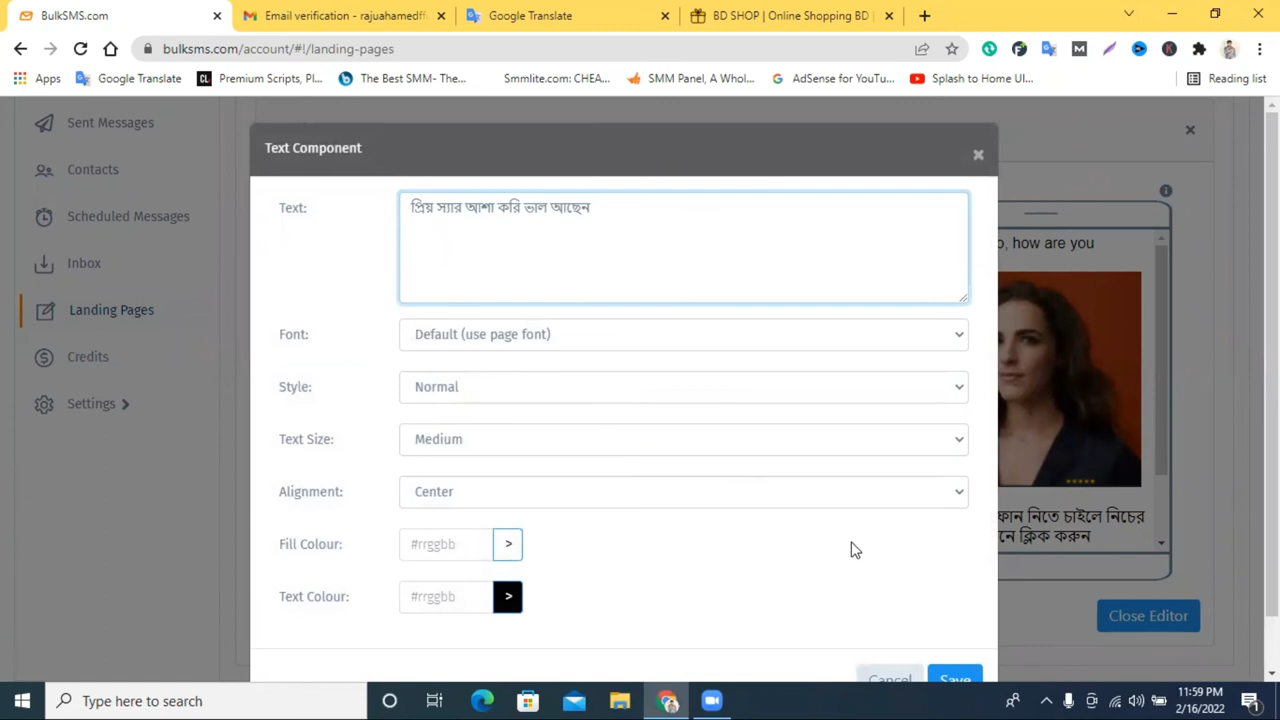 BulkSMS.com
Email verification - rajuahamedff
Google Translate
BD SHOP | Online Shopping BD |
bulksms.com/account/#!/landing-pages
Apps
Google Translate
Premium Scripts, Pl...
The Best SMM- The...
Smmlite.com: CHEA...
SMM Panel, A Whol...
AdSense for YouTu...
Splash to Home UI...
Reading list
Sent Messages
Contacts
Scheduled Messages
Inbox
Landing Pages
Credits
Settings
Text Component
Text:
প্রিয় স্যার আশা করি ভাল আছেন
Font:
Default (use page font)
Style:
Normal
Text Size:
Medium
Alignment:
Center
Fill Colour:
#rrggbb
>
Text Colour:
#rrggbb
>
Cancel
Save
o, how are you
নিতে চাইলে নিচের
ক্লিক করুন
Close Editor
Type here to search
11:59 PM
2/16/2022